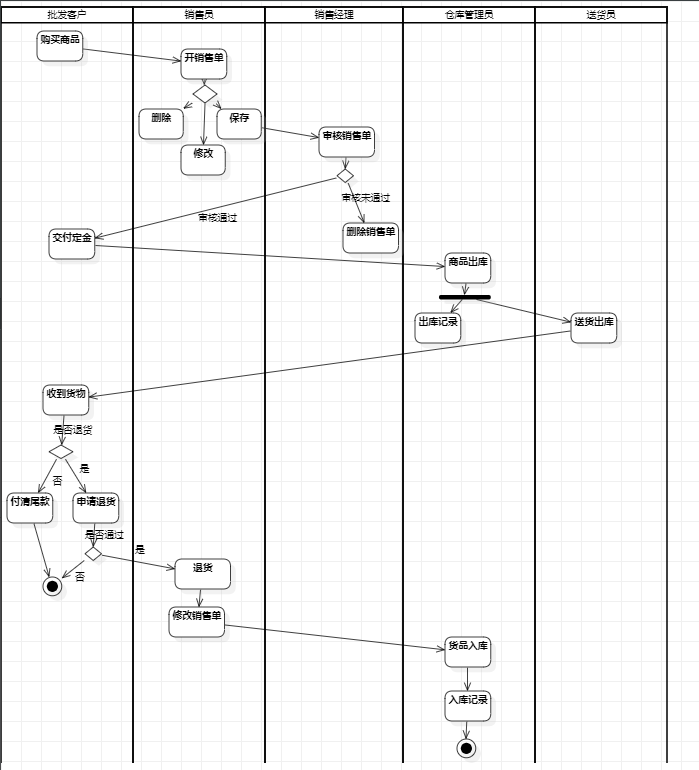 批发客户
销售员
销售经理
仓库管理员
送货员
购买商品
开销售单
删除
保存
修改
审核销售单
审核未通过
审核通过
删除销售单
交付定金
商品出库
出库记录
送货出库
收到货物
是否退货
是
否
付清尾款
申请退货
是否通过
是
否
退货
修改销售单
货品入库
入库记录